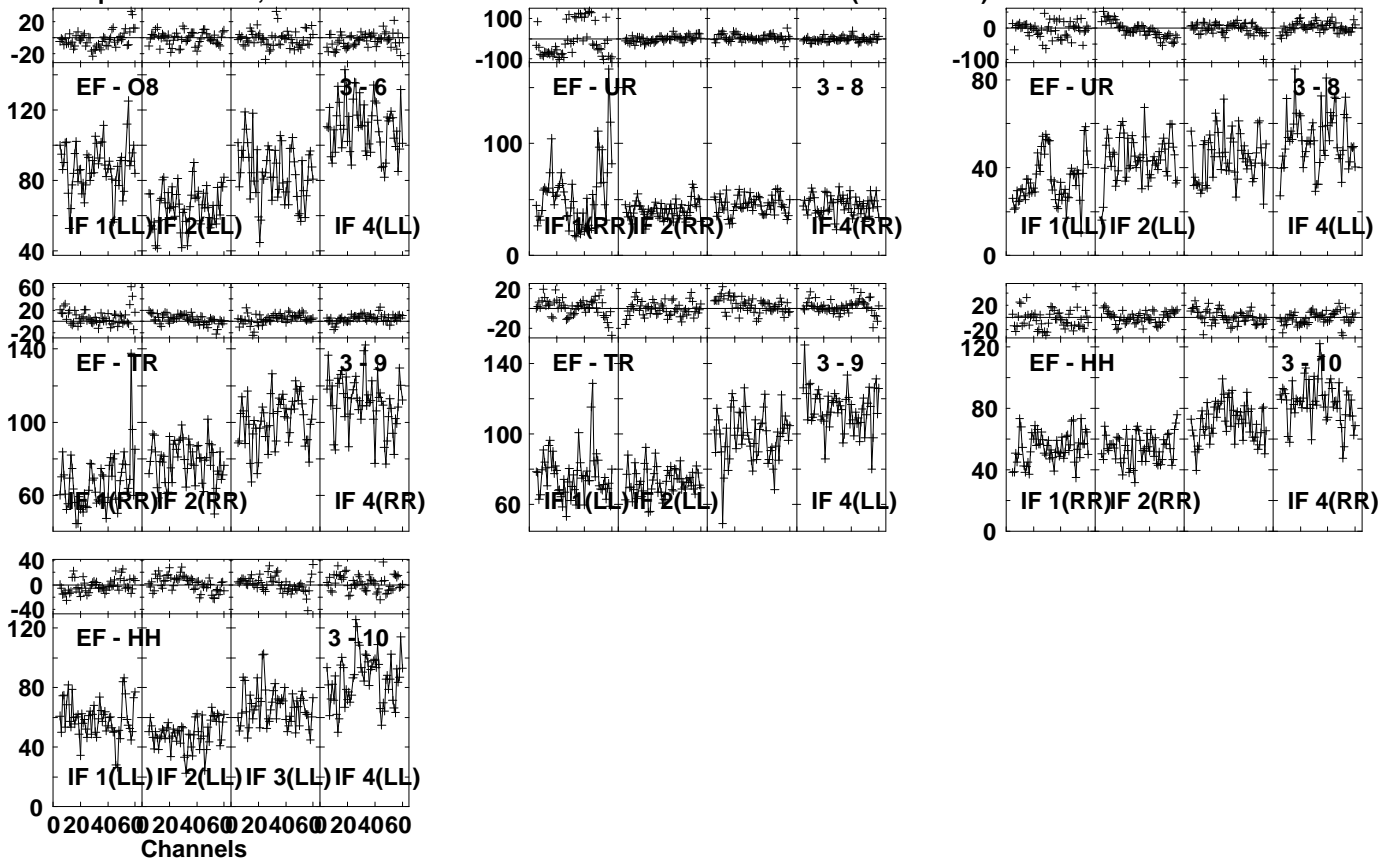 20
-20
EF - O8
3 - 6
120
80
40
IF 1(LL)
IF 2(LL)
IF 4(LL)
100
-100
EF - UR
3 - 8
100
0
IF 1(RR)
IF 2(RR)
IF 4(RR)
0
-100
EF - UR
3 - 8
80
40
0
IF 1(LL)
IF 2(LL)
IF 4(LL)
60
20
-20
EF - TR
3 - 9
140
100
60
IF 1(RR)
IF 2(RR)
IF 4(RR)
20
-20
EF - TR
3 - 9
140
100
60
IF 1(LL)
IF 2(LL)
IF 4(LL)
20
-20
EF - HH
3 - 10
120
80
40
0
IF 1(RR)
IF 2(RR)
IF 4(RR)
40
0
-40
EF - HH
3 - 10
120
80
40
0
IF 1(LL)
IF 2(LL)
IF 3(LL)
IF 4(LL)
0 20 40 60 0 20 40 60 0 20 40 60 0 20 40 60
Channels